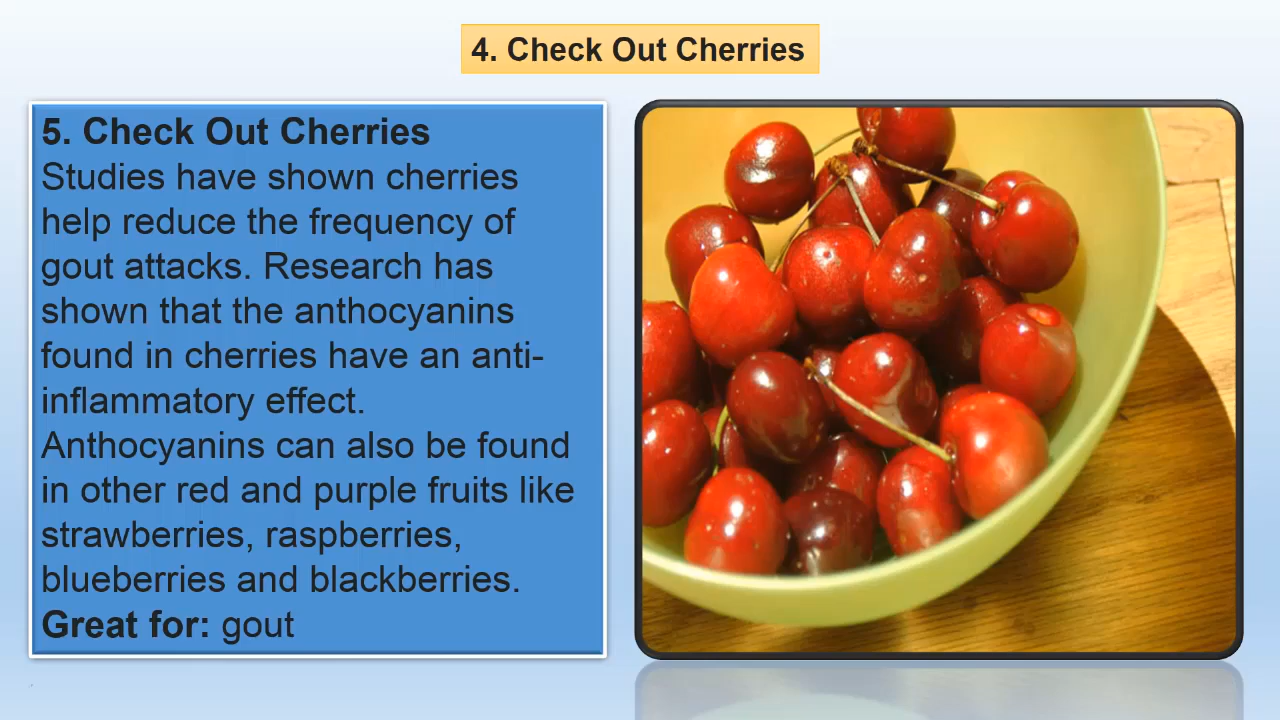 4. Check Out Cherries
5. Check Out Cherries
Studies have shown cherries
help reduce the frequency of
gout attacks. Research has
shown that the anthocyanins
found in cherries have an anti-
inflammatory effect.
Anthocyanins can also be found
in other red and purple fruits like
strawberries, raspberries,
blueberries and blackberries.
Great for: gout